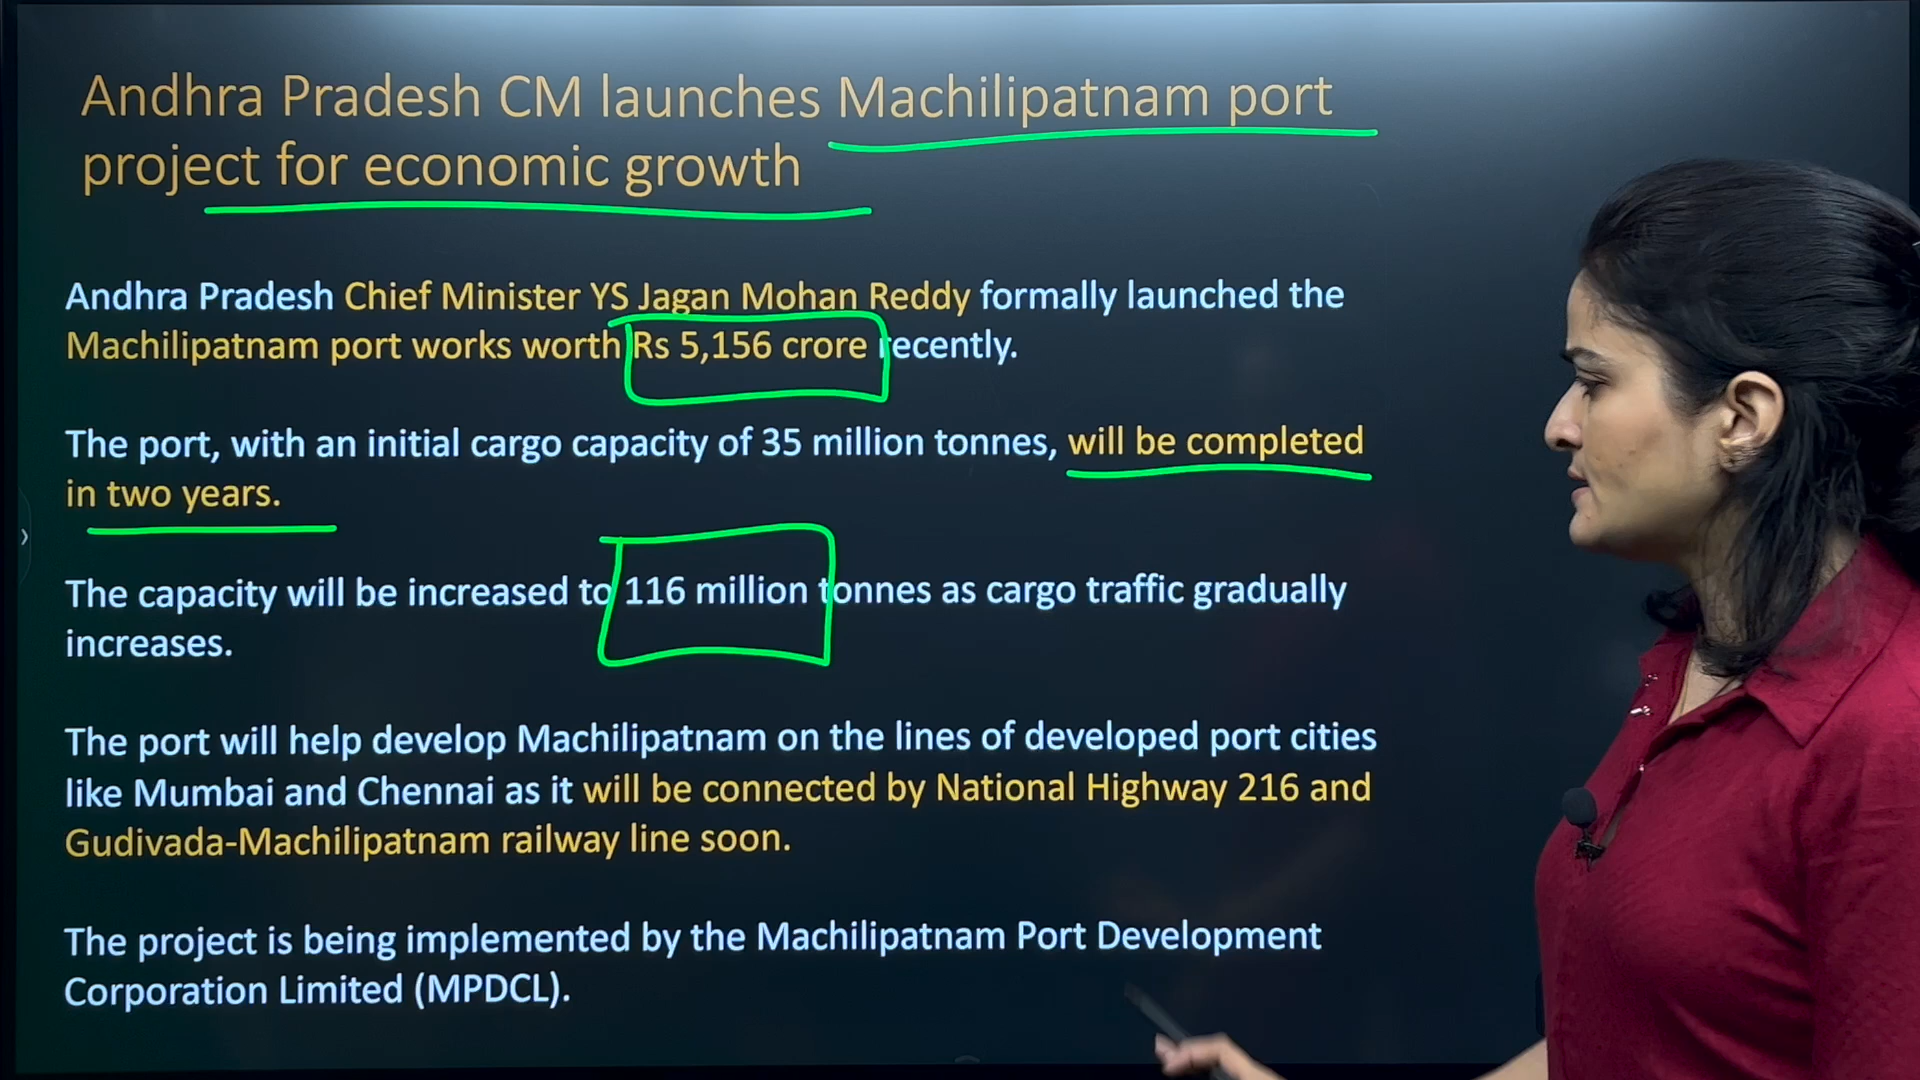 Andhra Pradesh CM launches Machilipatnam port
project for economic growth
Andhra Pradesh Chief Minister YS Jagan Mohan Reddy formally launched the
Machilipatnam port works worth Rs 5,156 crore recently.
The port, with an initial cargo capacity of 35 million tonnes, will be completed
in two years.
The capacity will be increased to 116 million tonnes as cargo traffic gradually
increases.
The port will help develop Machilipatnam on the lines of developed port cities
like Mumbai and Chennai as it will be connected by National Highway 216 and
Gudivada-Machilipatnam railway line soon.
The project is being implemented by the Machilipatnam Port Development
Corporation Limited (MPDCL).